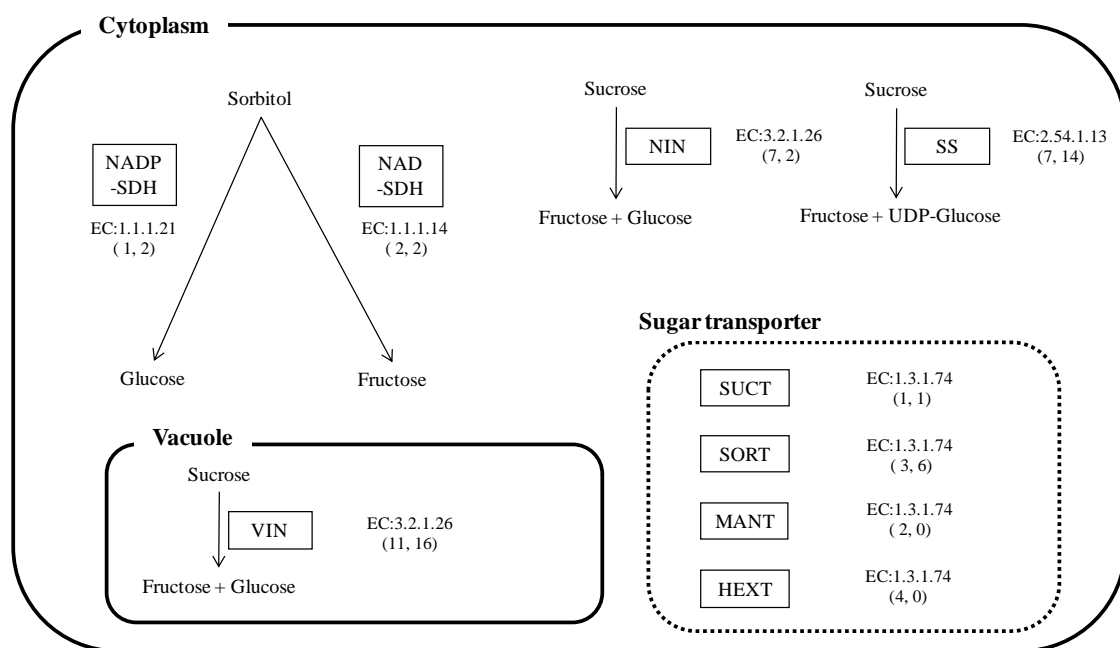 Cytoplasm
Sorbitol
NADP
-SDH
EC:1.1.1.21
( 1, 2)
NAD
-SDH
EC:1.1.1.14
( 2, 2)
Glucose
Fructose
Sucrose
NIN
EC:3.2.1.26
(7, 2)
Fructose + Glucose
Sucrose
SS
EC:2.54.1.13
(7, 14)
Fructose + UDP-Glucose
Vacuole
Sucrose
VIN
EC:3.2.1.26
(11, 16)
Fructose + Glucose
Sugar transporter
SUCT
EC:1.3.1.74
(1, 1)
SORT
EC:1.3.1.74
( 3, 6)
MANT
EC:1.3.1.74
( 2, 0)
HEXT
EC:1.3.1.74
(4, 0)